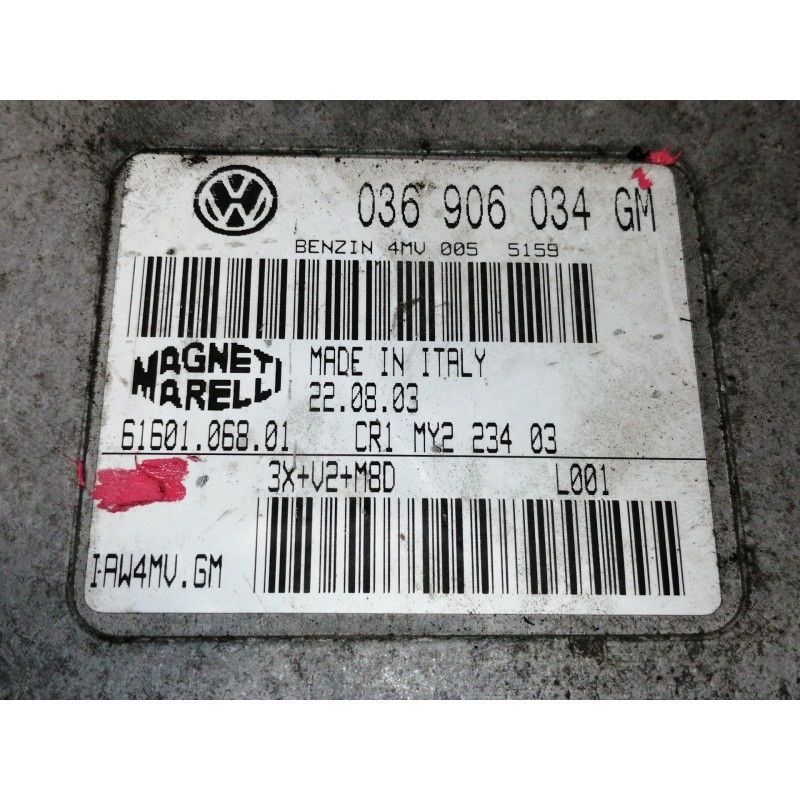 036 906 034 GM
BENZIN 4MV 005 5159
MAGNETI
MARELLI
MADE IN ITALY
22.08.03
61601.068.01 CR1 MY2 234 03
3X+V2+M8D L001
IAW4MV.GM